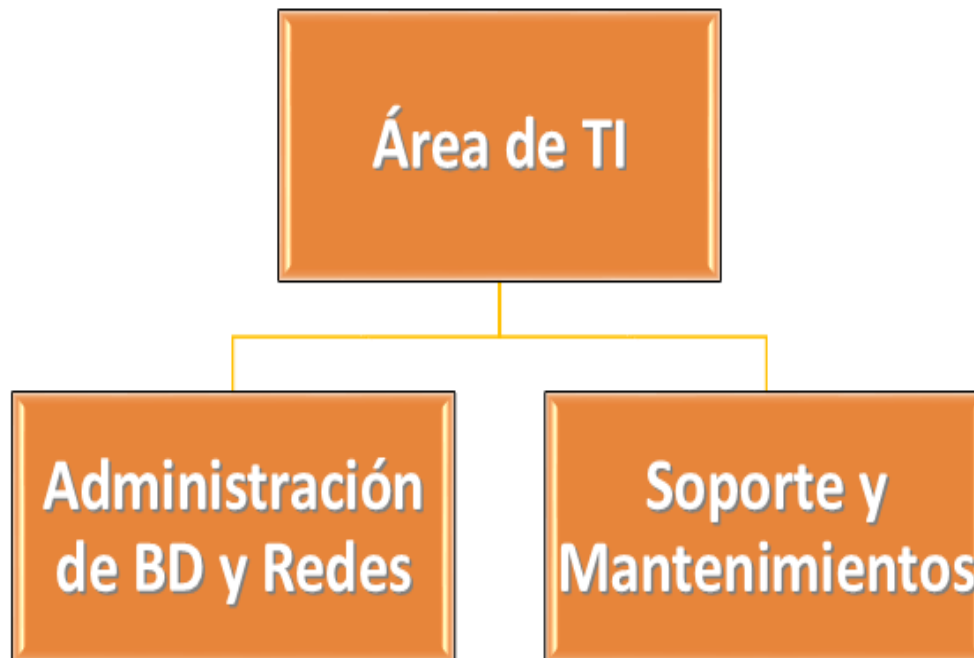 Área de TI
Administración
de BD y Redes
Soporte y
Mantenimientos